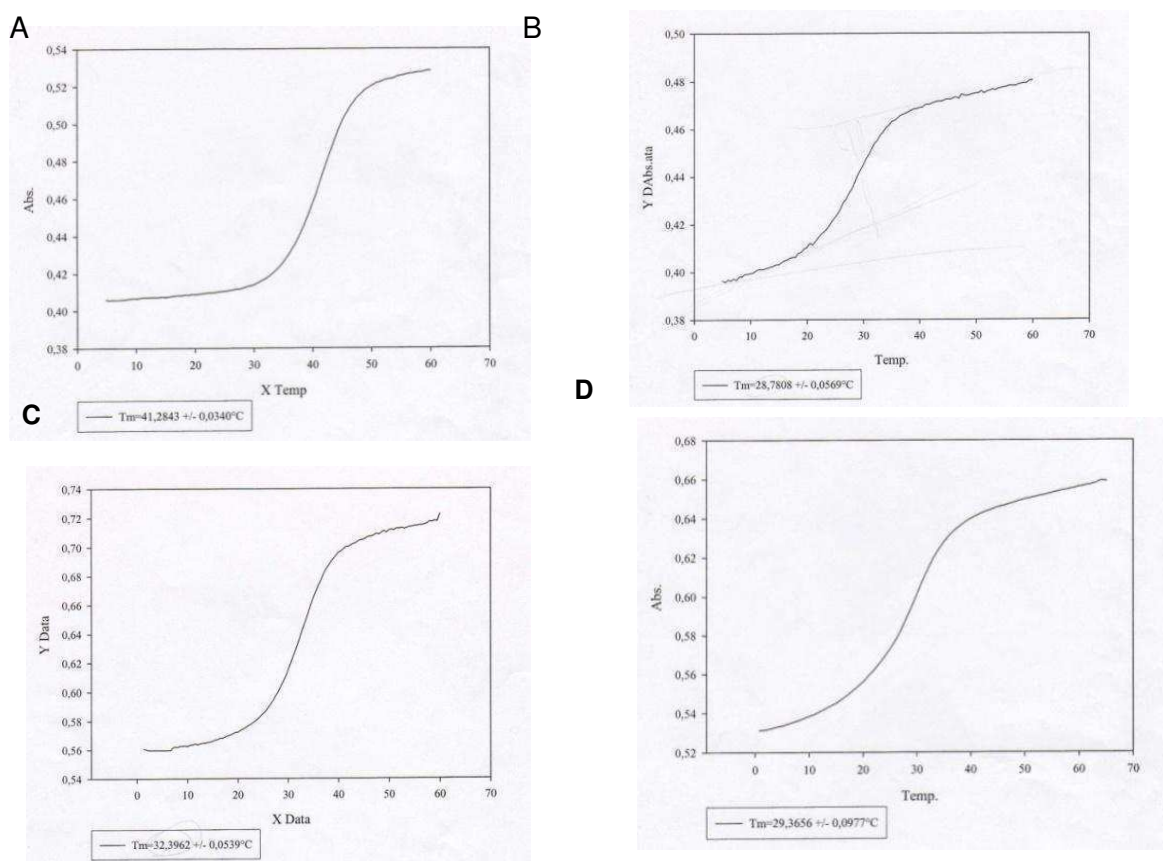 A
0,54
0,52
0,50
0,48
0,46
0,44
0,42
0,40
0,38
Abs.
0 10 20 30 40 50 60 70
X Temp
Tm=41,2843 +/- 0,0340°C
B
0,50
0,48
0,46
0,44
0,42
0,40
0,38
Y DAbs.ata
0 10 20 30 40 50 60 70
Temp.
Tm=28,7808 +/- 0,0569°C
C
0,74
0,72
0,70
0,68
0,66
0,64
0,62
0,60
0,58
0,56
0,54
Y Data
0 10 20 30 40 50 60 70
X Data
Tm=32,3962 +/- 0,0539°C
D
0,68
0,66
0,64
0,62
0,60
0,58
0,56
0,54
0,52
Abs.
0 10 20 30 40 50 60 70
Temp.
Tm=29,3656 +/- 0,0977°C